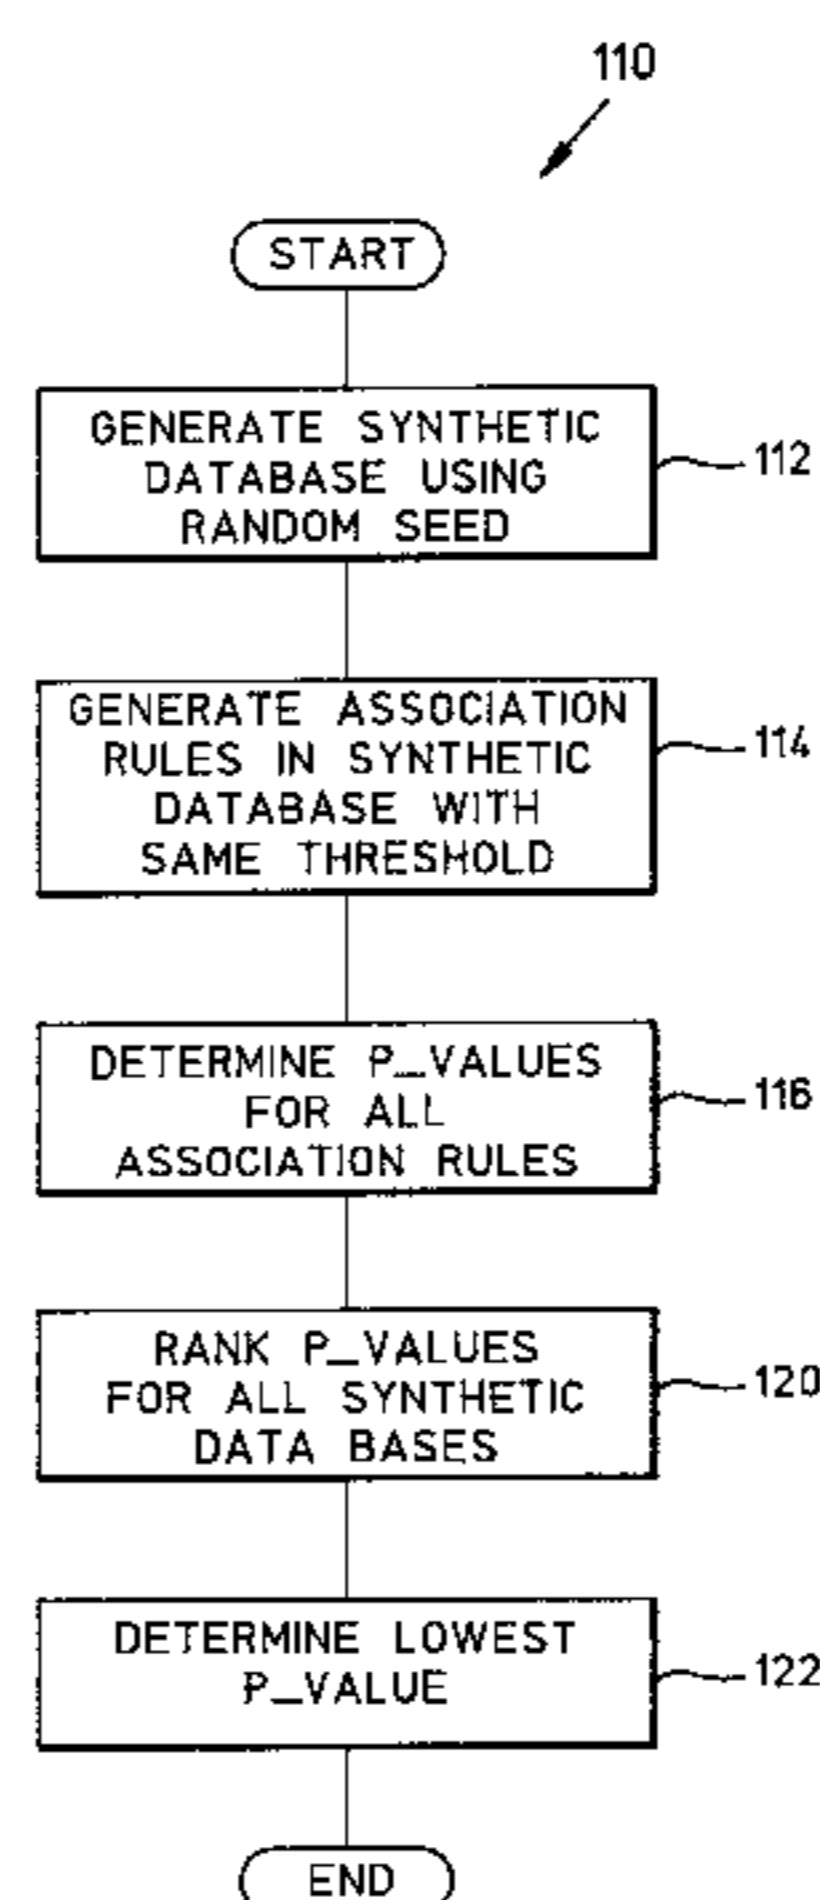 110
START
GENERATE SYNTHETIC
DATABASE USING
RANDOM SEED
112
GENERATE ASSOCIATION
RULES IN SYNTHETIC
DATABASE WITH
SAME THRESHOLD
114
DETERMINE P_VALUES
FOR ALL
ASSOCIATION RULES
116
RANK P_VALUES
FOR ALL SYNTHETIC
DATA BASES
120
DETERMINE LOWEST
P_VALUE
122
END